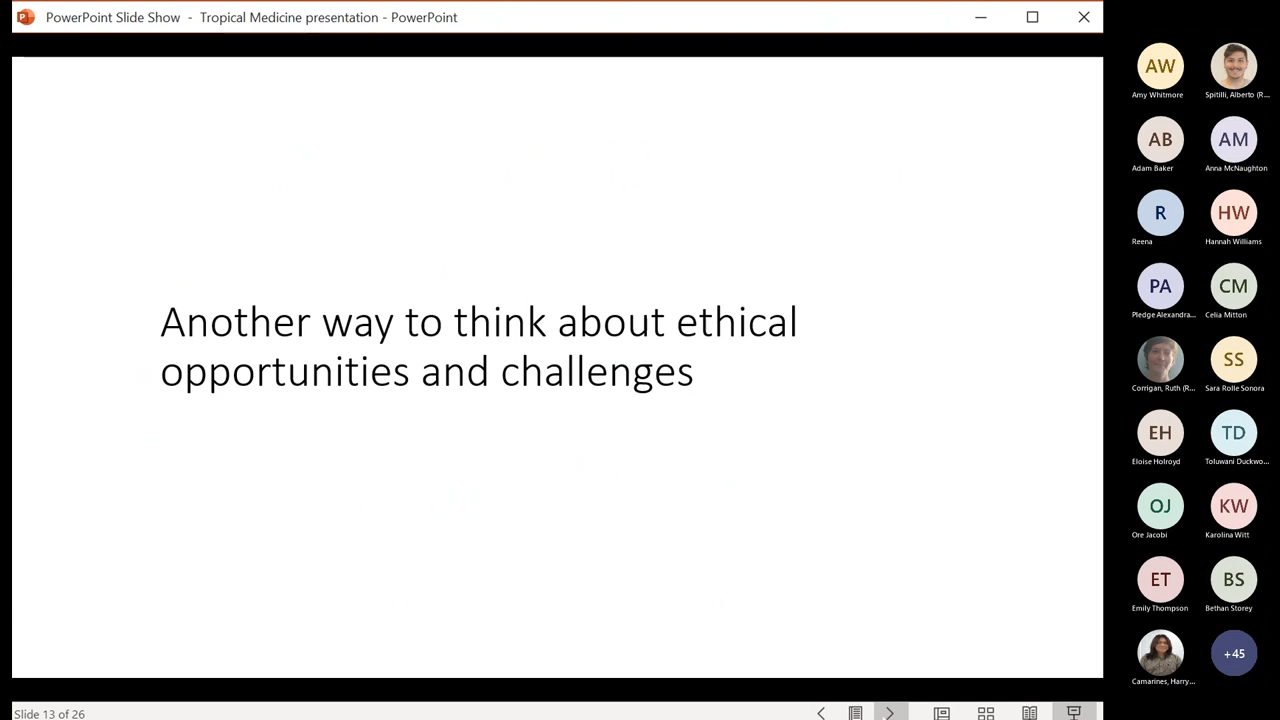 PowerPoint Slide Show - Tropical Medicine presentation - PowerPoint
Another way to think about ethical
opportunities and challenges
Slide 13 of 26
AW
Amy Whitmore
Spitilli, Alberto (R...
AB
Adam Baker
AM
Anna McNaughton
R
Reena
HW
Hannah Williams
PA
Pledge Alexandra...
CM
Celia Mitton
Corrigan, Ruth (R...
SS
Sara Rolle Sonora
EH
Eloise Holroyd
TD
Toluwani Duckwo...
OJ
Ore Jacobi
KW
Karolina Witt
ET
Emily Thompson
BS
Bethan Storey
Camarines, Harry...
+45